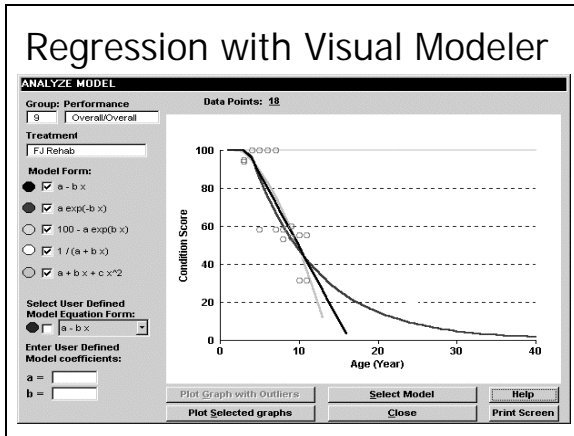 Regression with Visual Modeler
ANALYZE MODEL
Group: Performance
9 Overall/Overall
Treatment
FJ Rehab
Model Form:
a - b x
a exp(-b x)
100 - a exp(b x)
1 / (a + b x)
a + b x + c x^2
Select User Defined
Model Equation Form:
a - b x
Enter User Defined
Model coefficients:
a =
b =
Data Points: 18
Condition Score
100
80
60
40
20
0
0 10 20 30 40
Age (Year)
Plot Graph with Outliers
Select Model
Help
Plot Selected graphs
Close
Print Screen